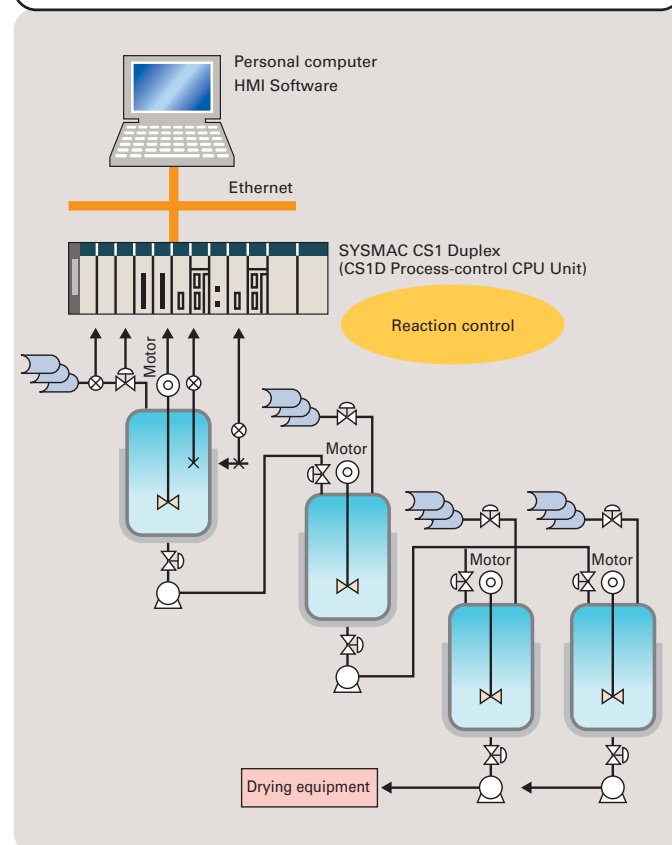 Personal computer
HMI Software
Ethernet
SYSMAC CS1 Duplex
(CS1D Process-control CPU Unit)
Reaction control
Motor
Motor
Motor
Motor
Drying equipment